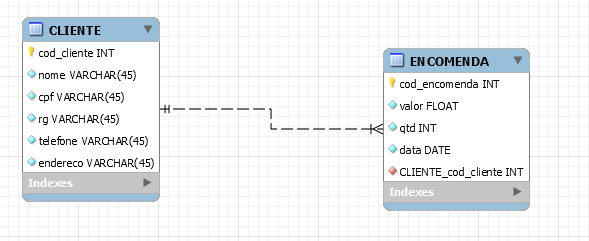 CLIENTE
cod_cliente INT
nome VARCHAR(45)
cpf VARCHAR(45)
rg VARCHAR(45)
telefone VARCHAR(45)
endereco VARCHAR(45)
Indexes
ENCOMENDA
cod_encomenda INT
valor FLOAT
qtd INT
data DATE
CLIENTE_cod_cliente INT
Indexes